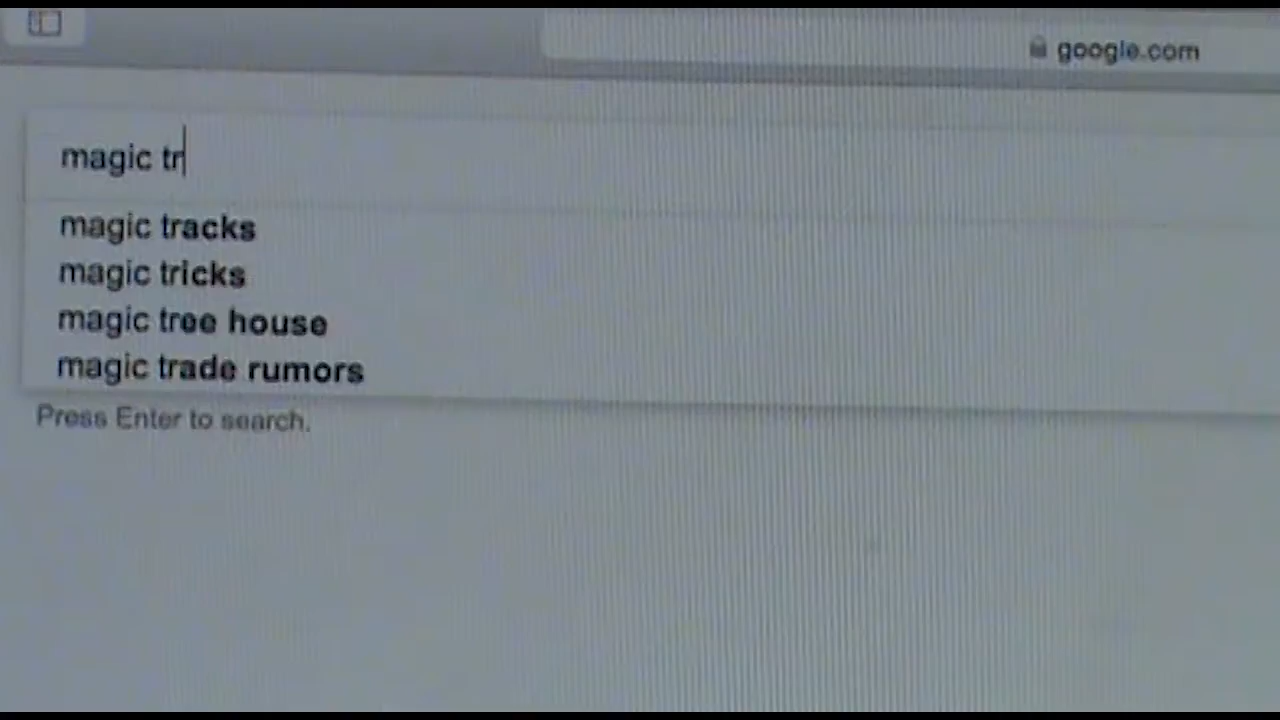 google.com
magic tr
magic tracks
magic tricks
magic tree house
magic trade rumors
Press Enter to search.